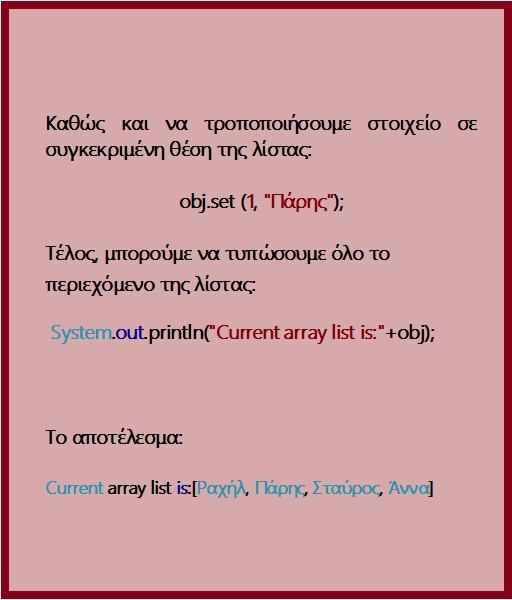 Καθώς και να τροποποιήσουμε στοιχείο σε
συγκεκριμένη θέση της λίστας:
obj.set (1, "Πάρης");
Τέλος, μπορούμε να τυπώσουμε όλο το
περιεχόμενο της λίστας:
System.out.println("Current array list is:"+obj);
Το αποτέλεσμα:
Current array list is:[Ραχήλ, Πάρης, Σταύρος, Άννα]